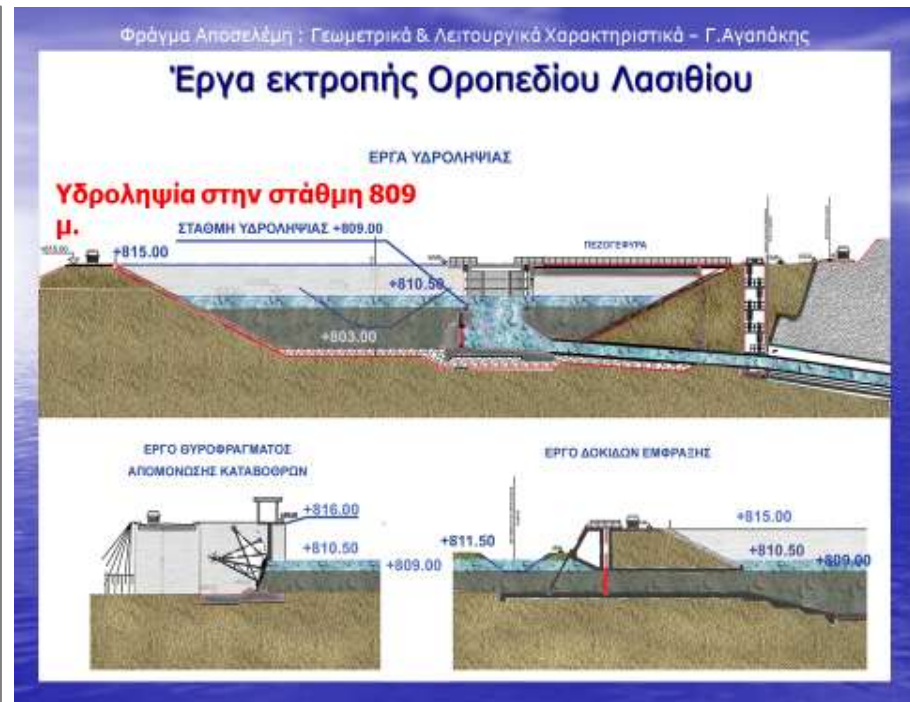 Φράγμα Αποσελέμη : Γεωμετρικά & Λειτουργικά Χαρακτηριστικά – Γ.Αγαπάκης
Έργα εκτροπής Οροπεδίου Λασιθίου
ΕΡΓΑ ΥΔΡΟΛΗΨΙΑΣ
Υδροληψία στην στάθμη 809
μ.
ΣΤΑΘΜΗ ΥΔΡΟΛΗΨΙΑΣ +809.00
ΠΕΖΟΓΕΦΥΡΑ
+815.00
+810.50
+803.00
ΕΡΓΟ ΘΥΡΟΦΡΑΓΜΑΤΟΣ
ΑΠΟΜΟΝΩΣΗΣ ΚΑΤΑΒΟΘΡΩΝ
+816.00
+810.50
+809.00
ΕΡΓΟ ΔΟΚΙΔΩΝ ΕΜΦΡΑΞΗΣ
+815.00
+811.50
+810.50
+809.00